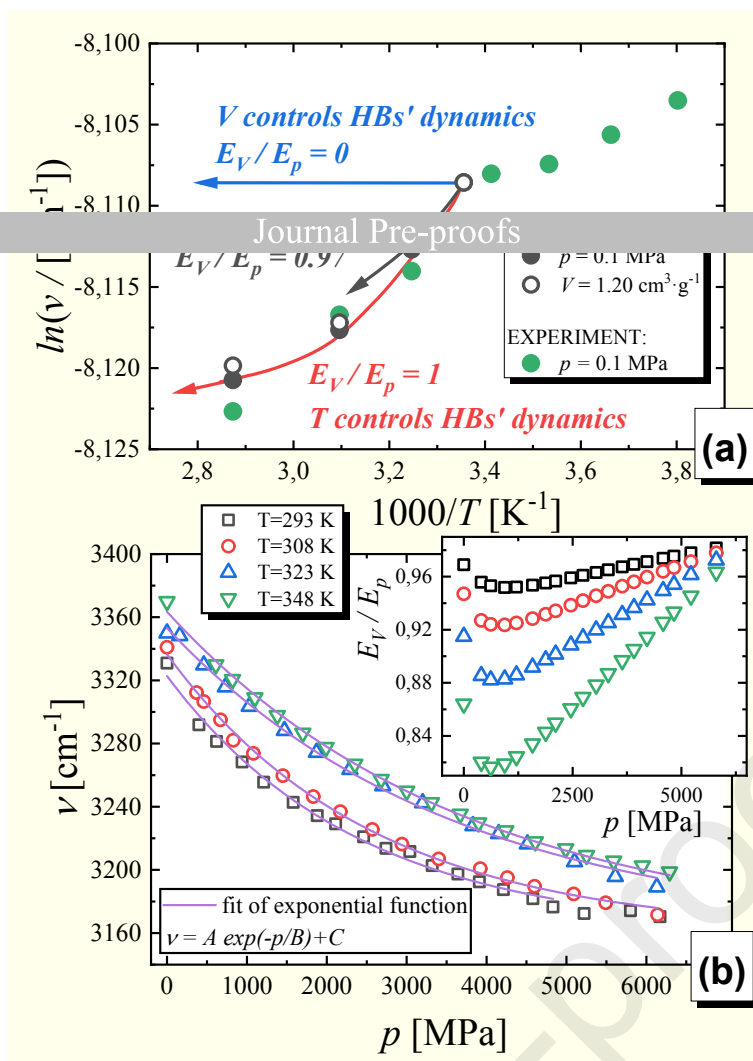 -8,100
-8,105
-8,110
-8,115
-8,120
-8,125
V controls HBs' dynamics
E_V / E_p = 0
Journal Pre-proofs
E_V / E_p = 0.97
p = 0.1 MPa
V = 1.20 cm³·g⁻¹
EXPERIMENT:
p = 0.1 MPa
E_V / E_p = 1
T controls HBs' dynamics
(a)
2,8 3,0 3,2 3,4 3,6 3,8
1000/T [K⁻¹]
T=293 K
T=308 K
T=323 K
T=348 K
ν [cm⁻¹]
3400
3360
3320
3280
3240
3200
3160
E_V / E_p
0,96
0,92
0,88
0,84
0 2500 5000
p [MPa]
fit of exponential function
ν = A exp(-p/B)+C
(b)
0 1000 2000 3000 4000 5000 6000
p [MPa]